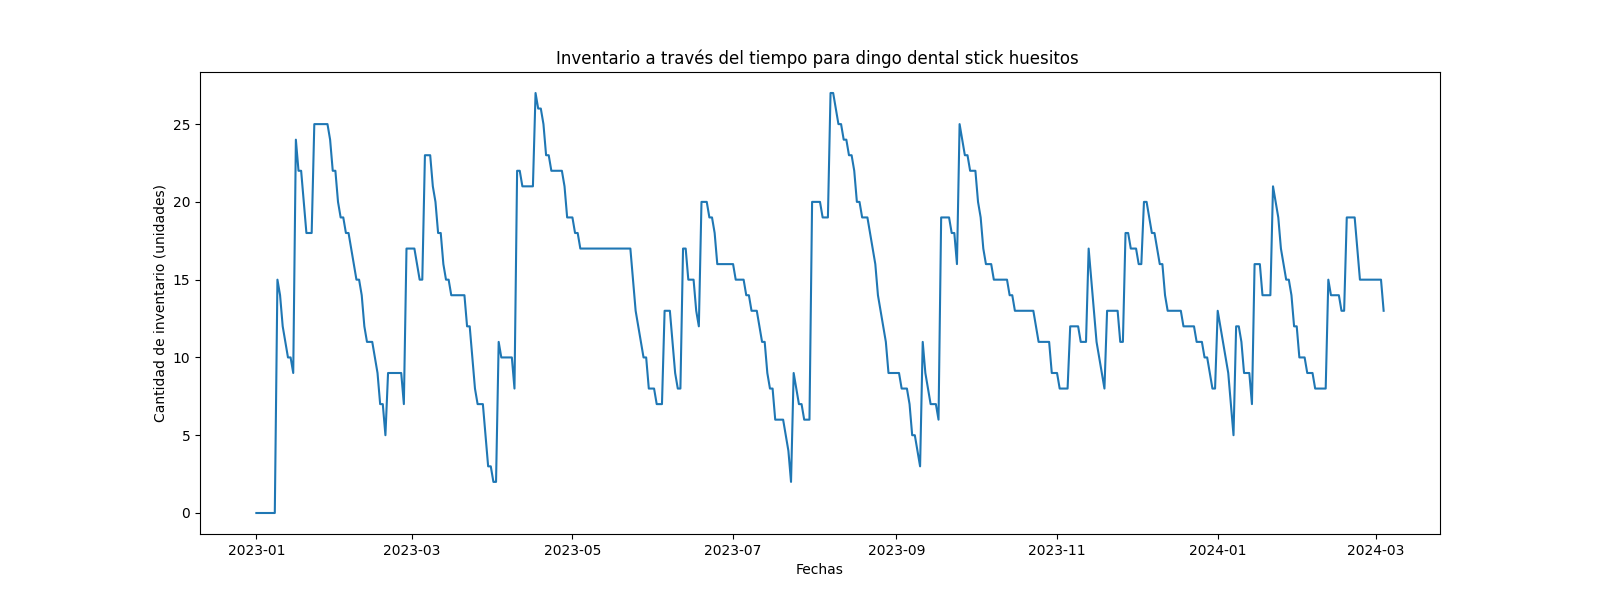 Inventario a través del tiempo para dingo dental stick huesitos
Cantidad de inventario (unidades)
25
20
15
10
5
0
2023-01 2023-03 2023-05 2023-07 2023-09 2023-11 2024-01 2024-03
Fechas